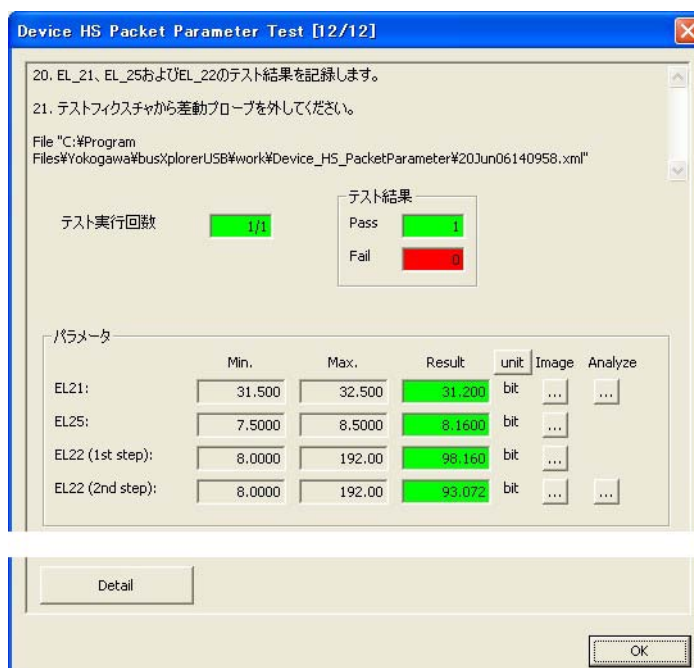 Device HS Packet Parameter Test [12/12]
20. EL_21、EL_25およびEL_22のテスト結果を記録します。
21. テストフィクスチャから差動プローブを外してください。
File "C:¥Program
Files¥Yokogawa¥busXplorerUSB¥work¥Device_HS_PacketParameter¥20Jun06140958.xml"
テスト実行回数 1/1
テスト結果
Pass 1
Fail 0
パラメータ
Min. Max. Result unit Image Analyze
EL21: 31.500 32.500 31.200 bit ... ...
EL25: 7.5000 8.5000 8.1600 bit ...
EL22 (1st step): 8.0000 192.00 98.160 bit ...
EL22 (2nd step): 8.0000 192.00 93.072 bit ... ...
Detail
OK